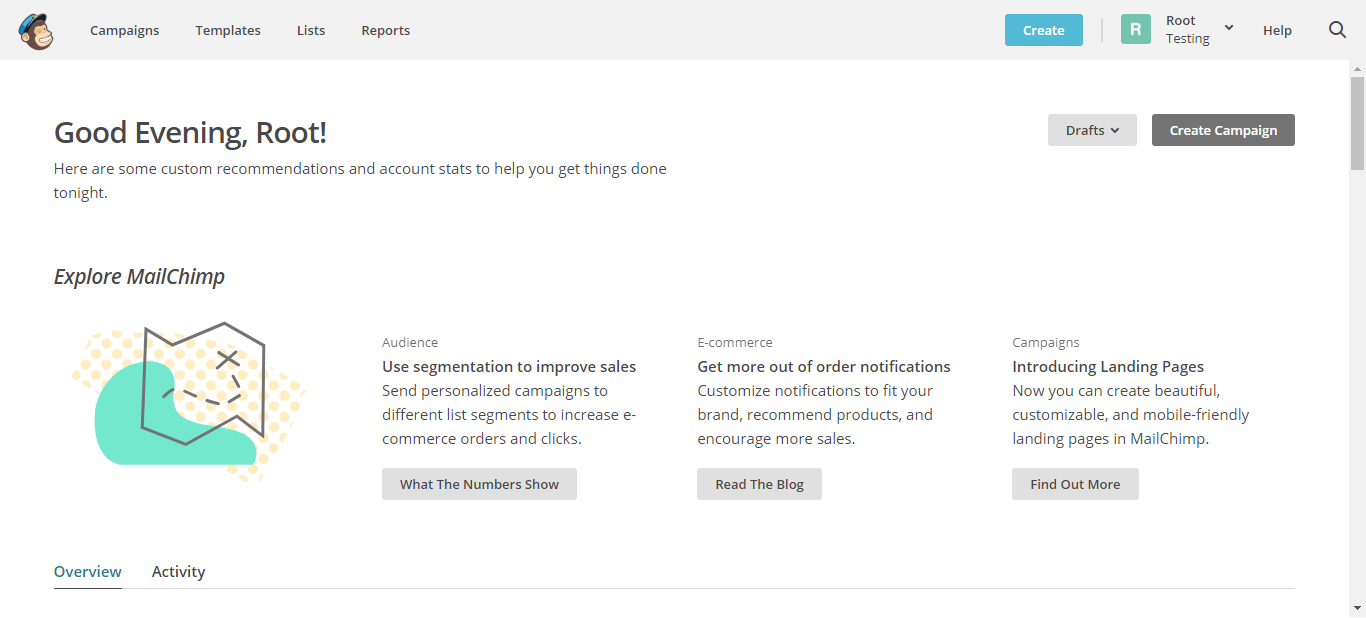 Campaigns Templates Lists Reports Create R Root Help
Testing
Good Evening, Root!
Drafts Create Campaign
Here are some custom recommendations and account stats to help you get things done
tonight.
Explore MailChimp
Audience
Use segmentation to improve sales
Send personalized campaigns to
different list segments to increase e-
commerce orders and clicks.
What The Numbers Show
E-commerce
Get more out of order notifications
Customize notifications to fit your
brand, recommend products, and
encourage more sales.
Read The Blog
Campaigns
Introducing Landing Pages
Now you can create beautiful,
customizable, and mobile-friendly
landing pages in MailChimp.
Find Out More
Overview Activity